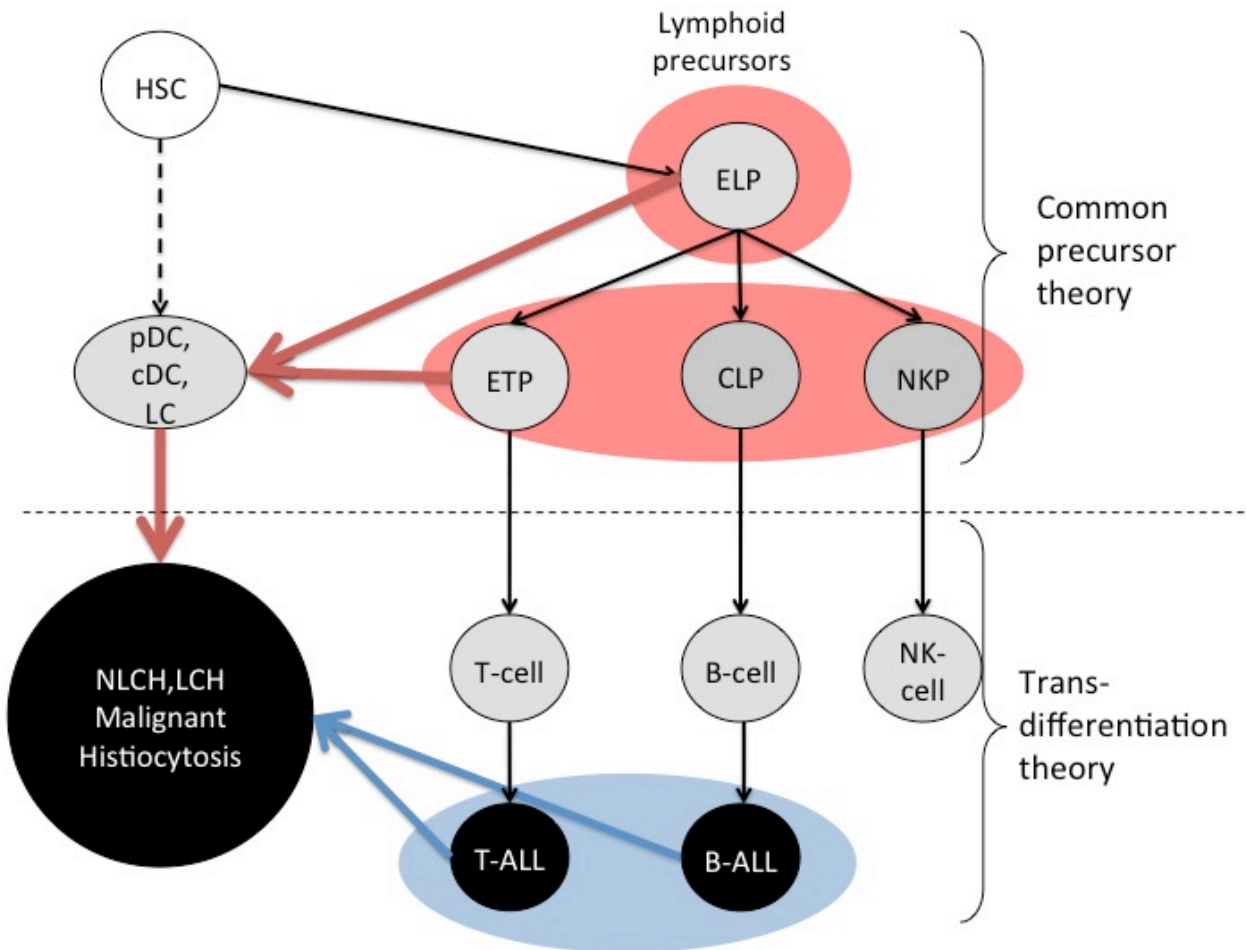 Lymphoid
precursors
HSC
ELP
Common
precursor
theory
pDC,
cDC,
LC
ETP
CLP
NKP
NLCH,LCH
Malignant
Histiocytosis
T-cell
B-cell
NK-
cell
Trans-
differentiation
theory
T-ALL
B-ALL